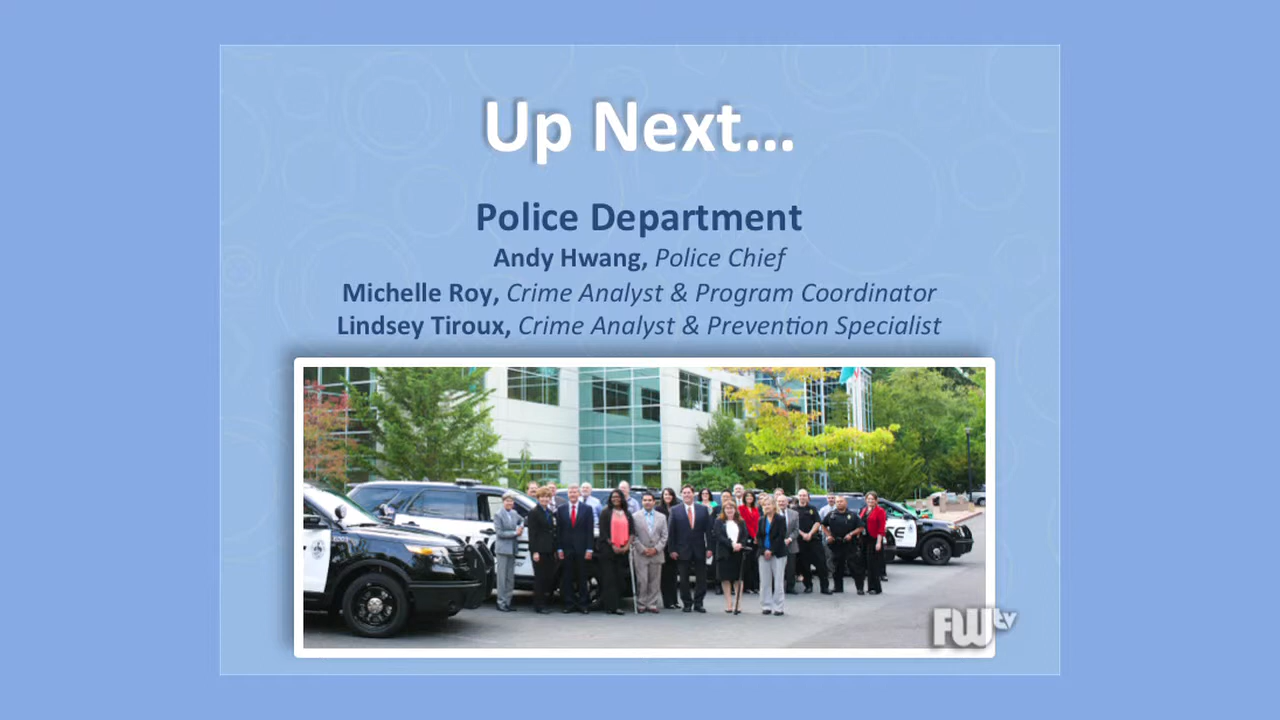 Up Next...
Police Department
Andy Hwang, Police Chief
Michelle Roy, Crime Analyst & Program Coordinator
Lindsey Tiroux, Crime Analyst & Prevention Specialist
FWtv